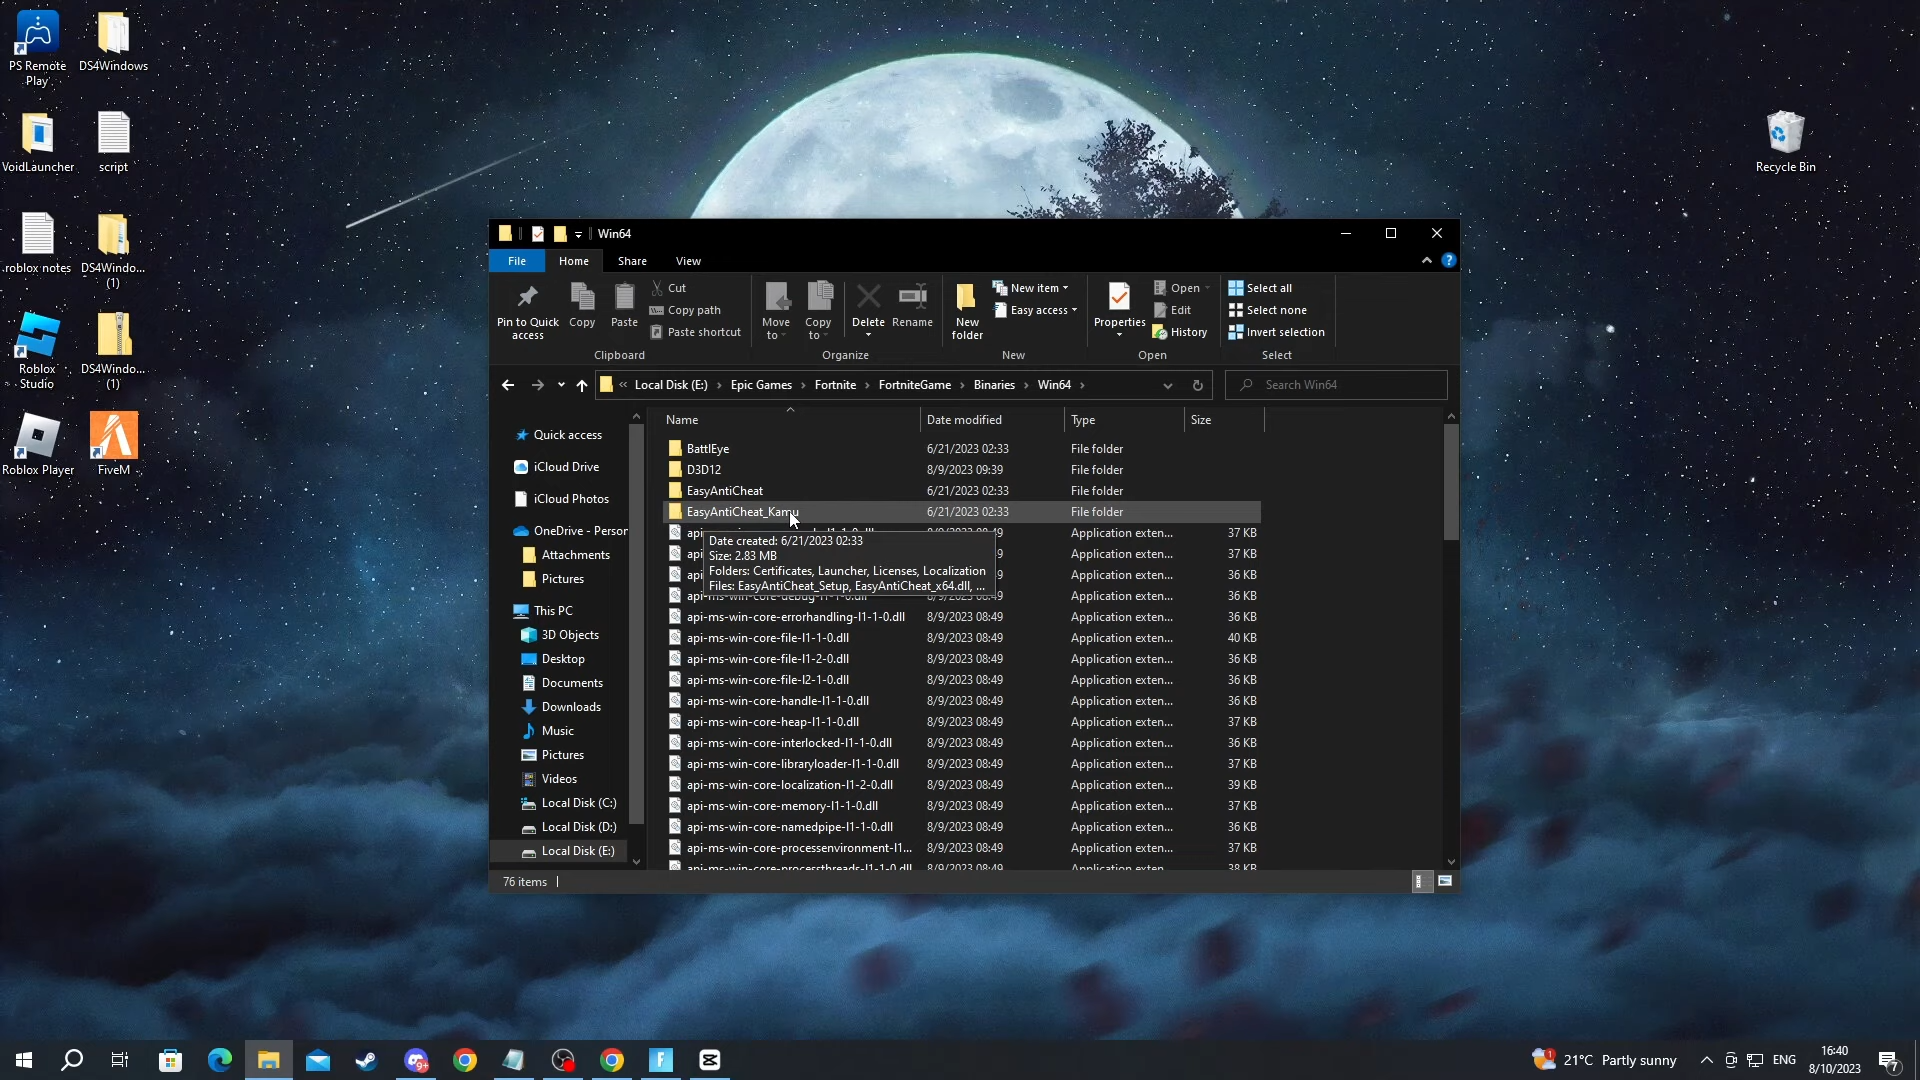 PS Remote
Play
DS4Windows
VoidLauncher
script
.roblox notes
DS4Windo...
(1)
Roblox
Studio
DS4Windo...
(1)
Roblox Player
FiveM
Recycle Bin
Win64
File
Home
Share
View
Pin to Quick
access
Copy
Paste
Cut
Copy path
Paste shortcut
Clipboard
Move
to
Copy
to
Delete
Rename
Organize
New
folder
New item
Easy access
New
Properties
Open
Edit
History
Open
Select all
Select none
Invert selection
Select
« Local Disk (E:) › Epic Games › Fortnite › FortniteGame › Binaries › Win64 ›
Search Win64
Quick access
iCloud Drive
iCloud Photos
OneDrive - Person
Attachments
Pictures
This PC
3D Objects
Desktop
Documents
Downloads
Music
Pictures
Videos
Local Disk (C:)
Local Disk (D:)
Local Disk (E:)
Name Date modified Type Size
BattlEye 6/21/2023 02:33 File folder
D3D12 8/9/2023 09:39 File folder
EasyAntiCheat 6/21/2023 02:33 File folder
EasyAntiCheat_Kamu 6/21/2023 02:33 File folder
api 37 KB
Date created: 6/21/2023 02:33
Size: 2.83 MB
Folders: Certificates, Launcher, Licenses, Localization
Files: EasyAntiCheat_Setup, EasyAntiCheat_x64.dll, ...
api Application exten... 37 KB
api Application exten... 36 KB
api-ms-win-core-debug-l1-1-0.dll 8/9/2023 08:49 Application exten... 36 KB
api-ms-win-core-errorhandling-l1-1-0.dll 8/9/2023 08:49 Application exten... 36 KB
api-ms-win-core-file-l1-1-0.dll 8/9/2023 08:49 Application exten... 40 KB
api-ms-win-core-file-l1-2-0.dll 8/9/2023 08:49 Application exten... 36 KB
api-ms-win-core-file-l2-1-0.dll 8/9/2023 08:49 Application exten... 36 KB
api-ms-win-core-handle-l1-1-0.dll 8/9/2023 08:49 Application exten... 36 KB
api-ms-win-core-heap-l1-1-0.dll 8/9/2023 08:49 Application exten... 37 KB
api-ms-win-core-interlocked-l1-1-0.dll 8/9/2023 08:49 Application exten... 36 KB
api-ms-win-core-libraryloader-l1-1-0.dll 8/9/2023 08:49 Application exten... 37 KB
api-ms-win-core-localization-l1-2-0.dll 8/9/2023 08:49 Application exten... 39 KB
api-ms-win-core-memory-l1-1-0.dll 8/9/2023 08:49 Application exten... 37 KB
api-ms-win-core-namedpipe-l1-1-0.dll 8/9/2023 08:49 Application exten... 36 KB
api-ms-win-core-processenvironment-l1... 8/9/2023 08:49 Application exten... 37 KB
api-ms-win-core-processthreads-l1-1-0.dll 8/9/2023 08:49 Application exten... 38 KB
76 items
21°C Partly sunny
ENG
16:40
8/10/2023